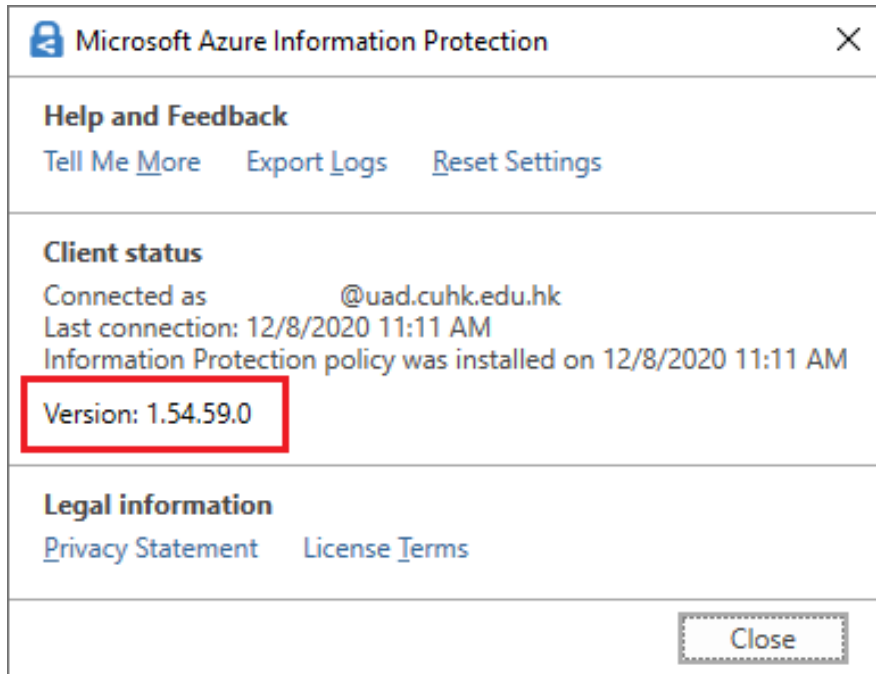 Microsoft Azure Information Protection
Help and Feedback
Tell Me More Export Logs Reset Settings
Client status
Connected as @uad.cuhk.edu.hk
Last connection: 12/8/2020 11:11 AM
Information Protection policy was installed on 12/8/2020 11:11 AM
Version: 1.54.59.0
Legal information
Privacy Statement License Terms
Close